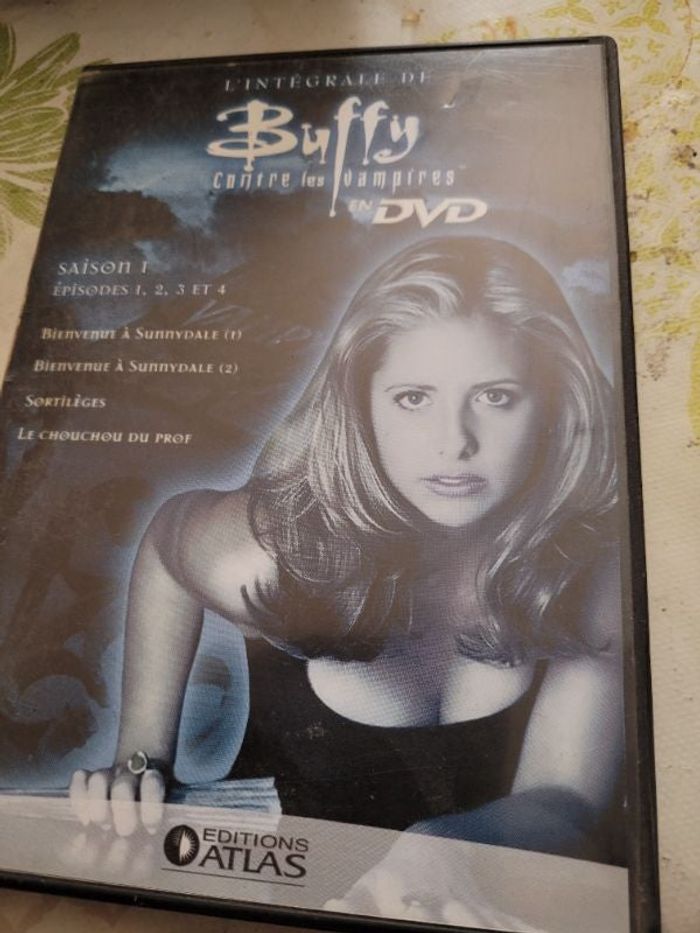 L'INTÉGRALE DE
Buffy
contre les vampires
EN DVD
SAISON 1
ÉPISODES 1, 2, 3 ET 4
BIENVENUE À SUNNYDALE (1)
BIENVENUE À SUNNYDALE (2)
SORTILÈGES
LE CHOUCHOU DU PROF
EDITIONS
ATLAS